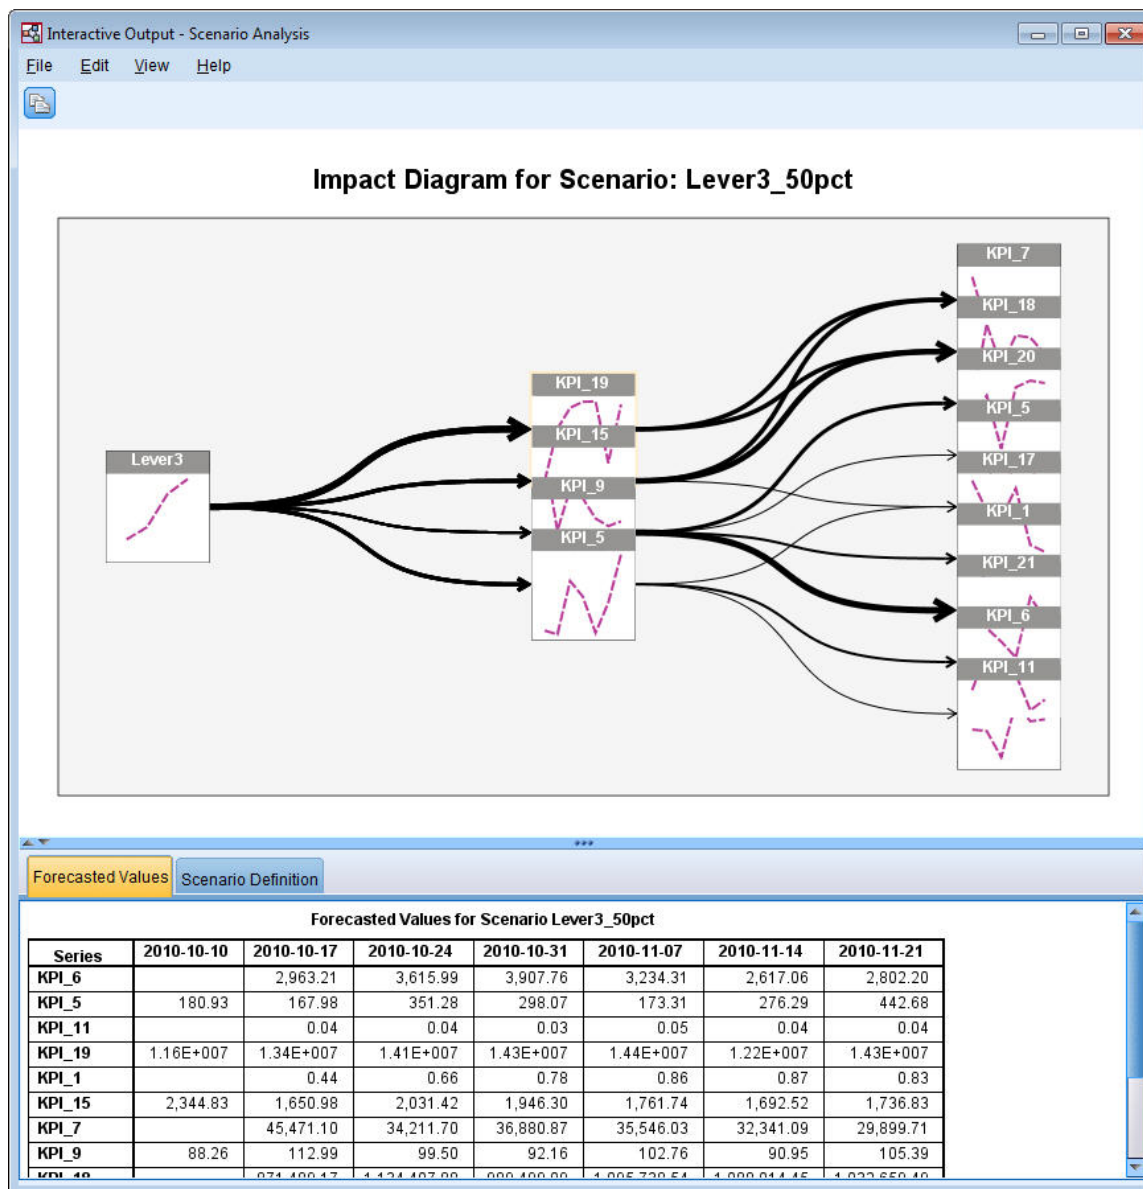 Interactive Output - Scenario Analysis
File Edit View Help
Impact Diagram for Scenario: Lever3_50pct
KPI_7
KPI_18
KPI_20
KPI_19
KPI_5
KPI_15
Lever3
KPI_17
KPI_9
KPI_1
KPI_5
KPI_21
KPI_6
KPI_11
Forecasted Values Scenario Definition
Forecasted Values for Scenario Lever3_50pct
Series 2010-10-10 2010-10-17 2010-10-24 2010-10-31 2010-11-07 2010-11-14 2010-11-21
KPI_6 2,963.21 3,615.99 3,907.76 3,234.31 2,617.06 2,802.20
KPI_5 180.93 167.98 351.28 298.07 173.31 276.29 442.68
KPI_11 0.04 0.04 0.03 0.05 0.04 0.04
KPI_19 1.16E+007 1.34E+007 1.41E+007 1.43E+007 1.44E+007 1.22E+007 1.43E+007
KPI_1 0.44 0.66 0.78 0.86 0.87 0.83
KPI_15 2,344.83 1,650.98 2,031.42 1,946.30 1,761.74 1,692.52 1,736.83
KPI_7 45,471.10 34,211.70 36,880.87 35,546.03 32,341.09 29,899.71
KPI_9 88.26 112.99 99.50 92.16 102.76 90.95 105.39
KPI_18